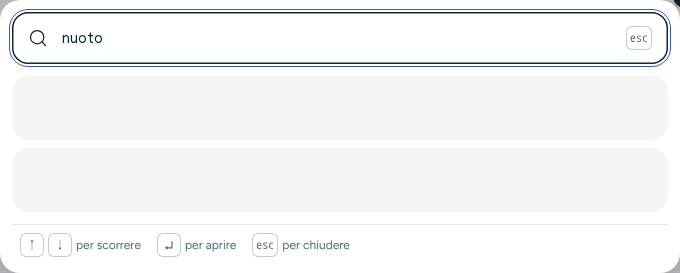 nuoto esc
↑ ↓ per scorrere ↵ per aprire esc per chiudere